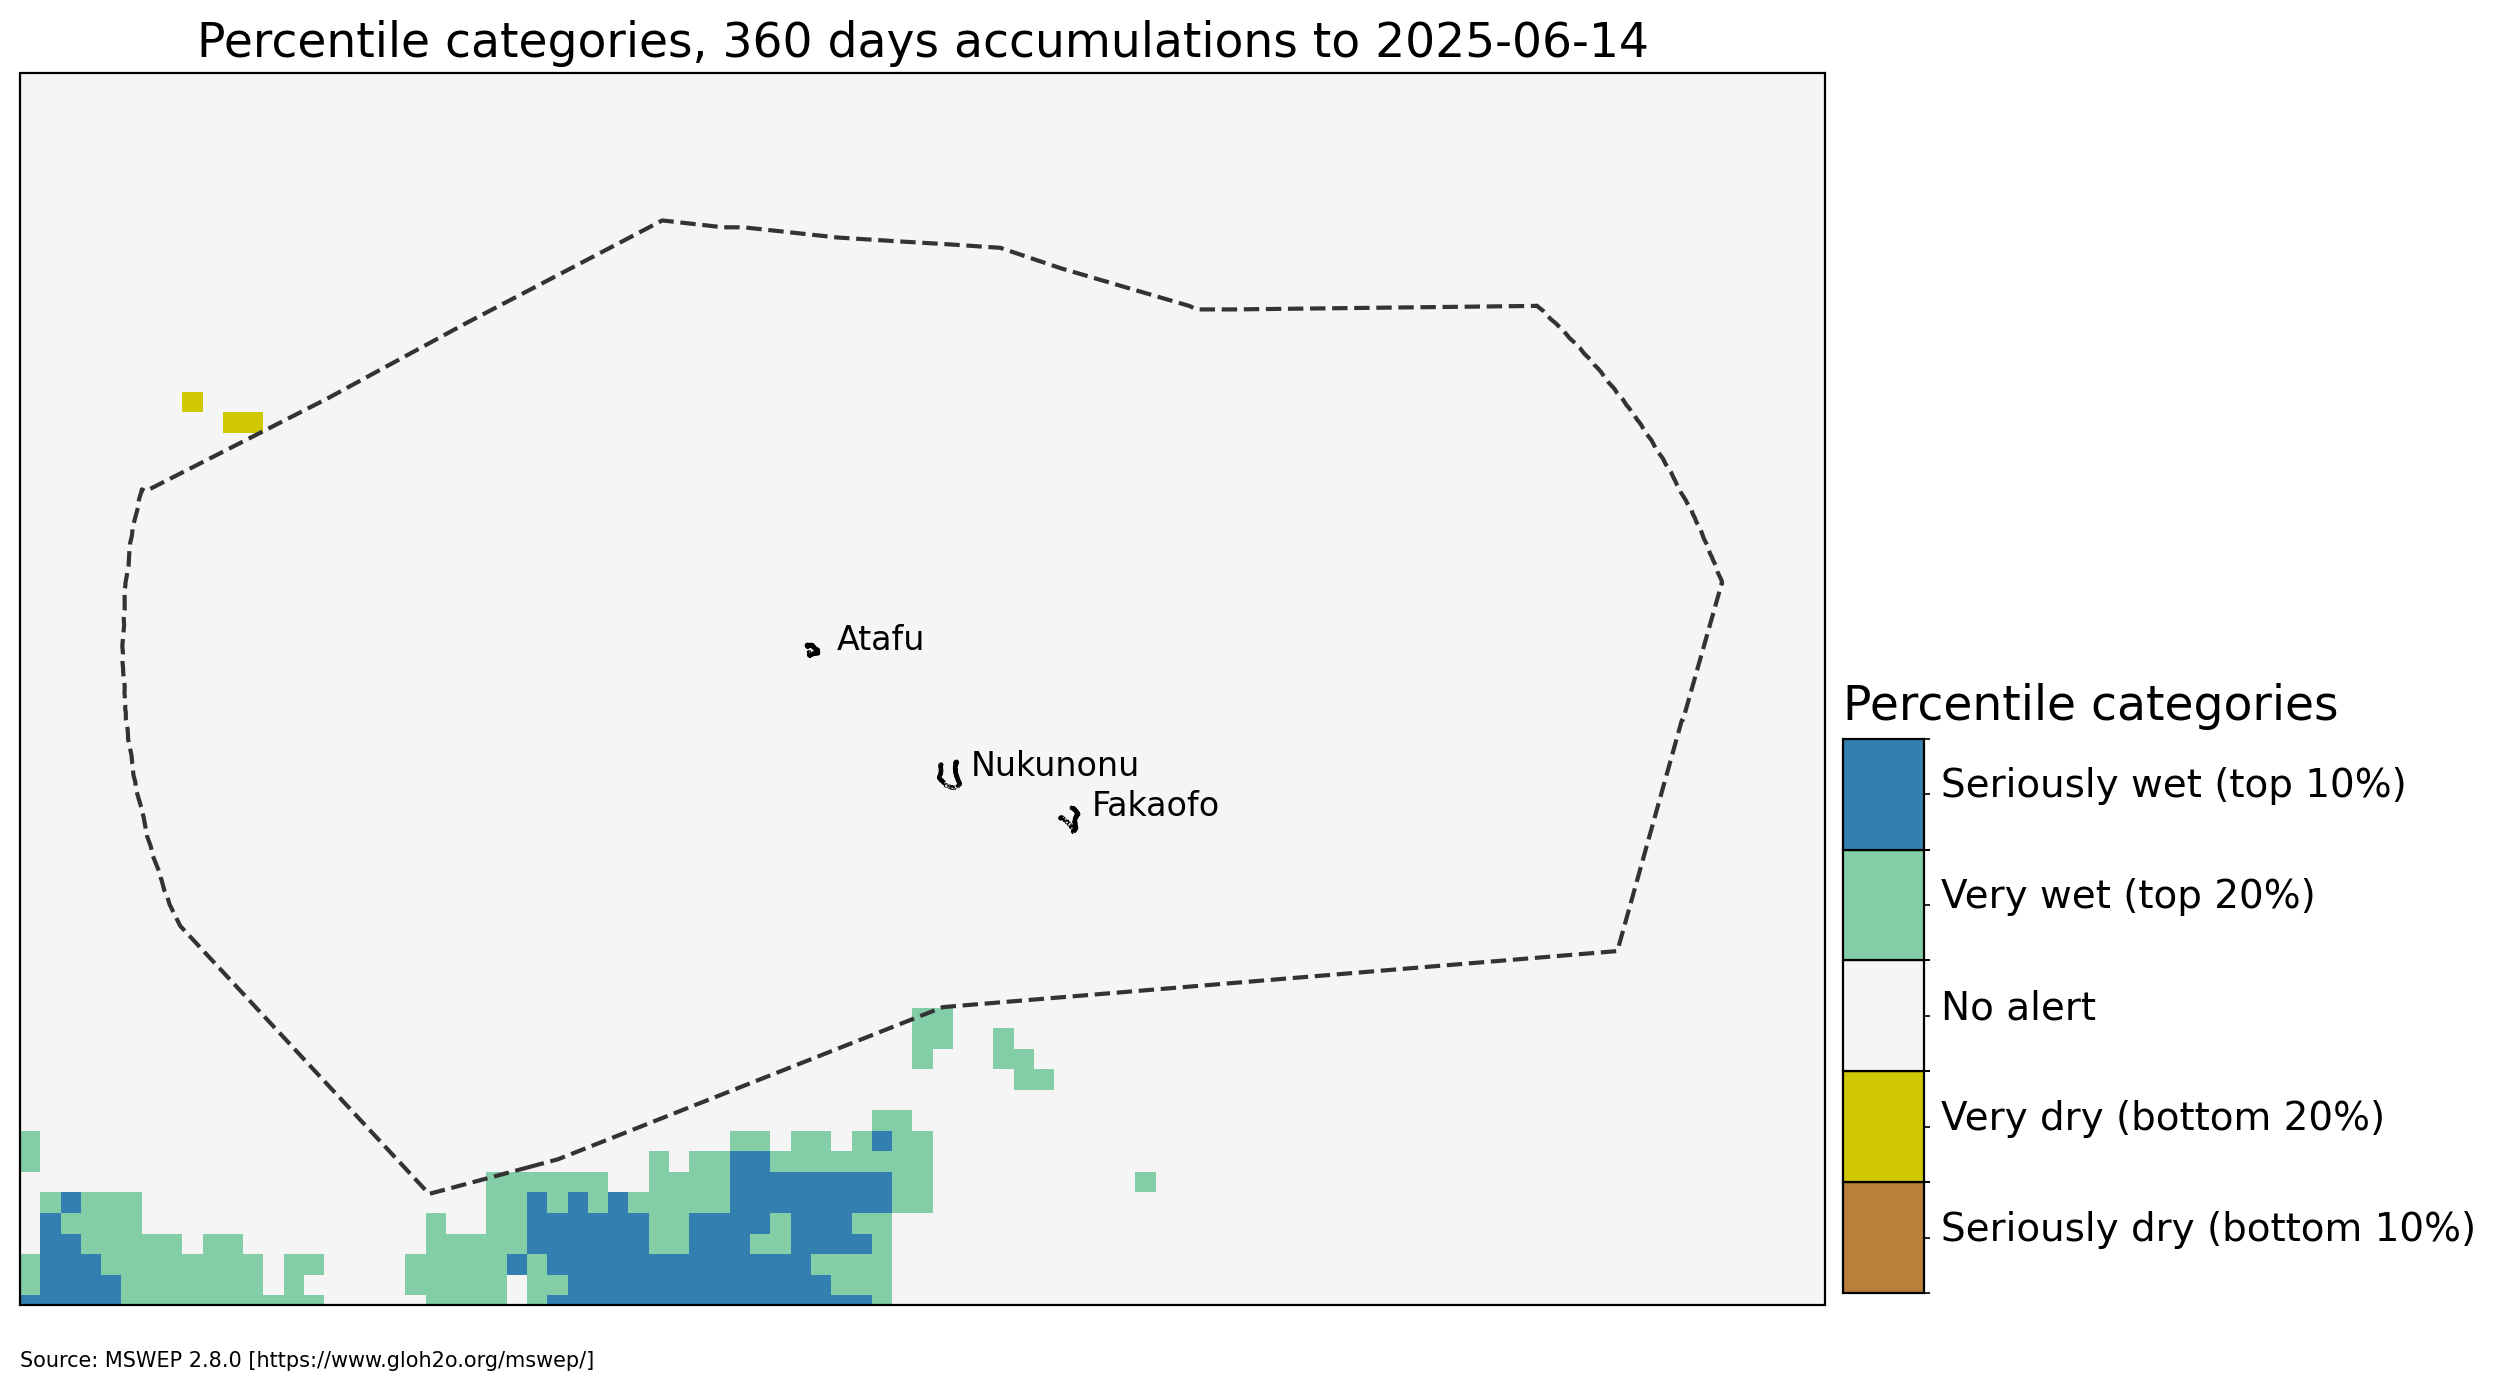 Percentile categories, 360 days accumulations to 2025-06-14
Atafu
Nukunonu
Fakaofo
Percentile categories
Seriously wet (top 10%)
Very wet (top 20%)
No alert
Very dry (bottom 20%)
Seriously dry (bottom 10%)
Source: MSWEP 2.8.0 [https://www.gloh2o.org/mswep/]